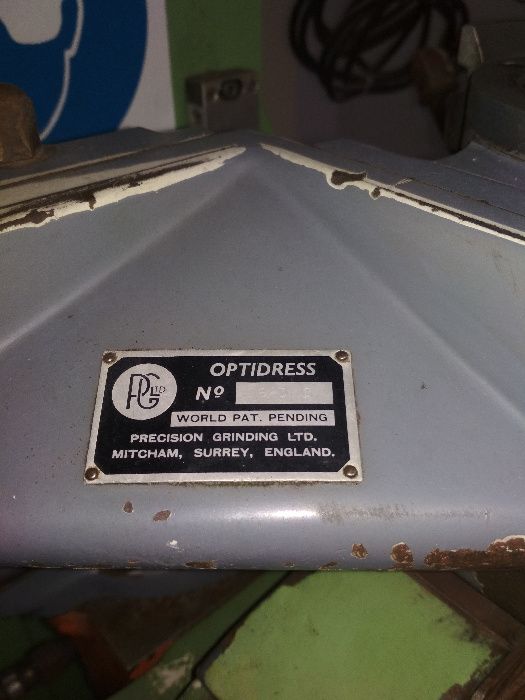 PG LTD
OPTIDRESS
Nº
WORLD PAT. PENDING
PRECISION GRINDING LTD.
MITCHAM, SURREY, ENGLAND.